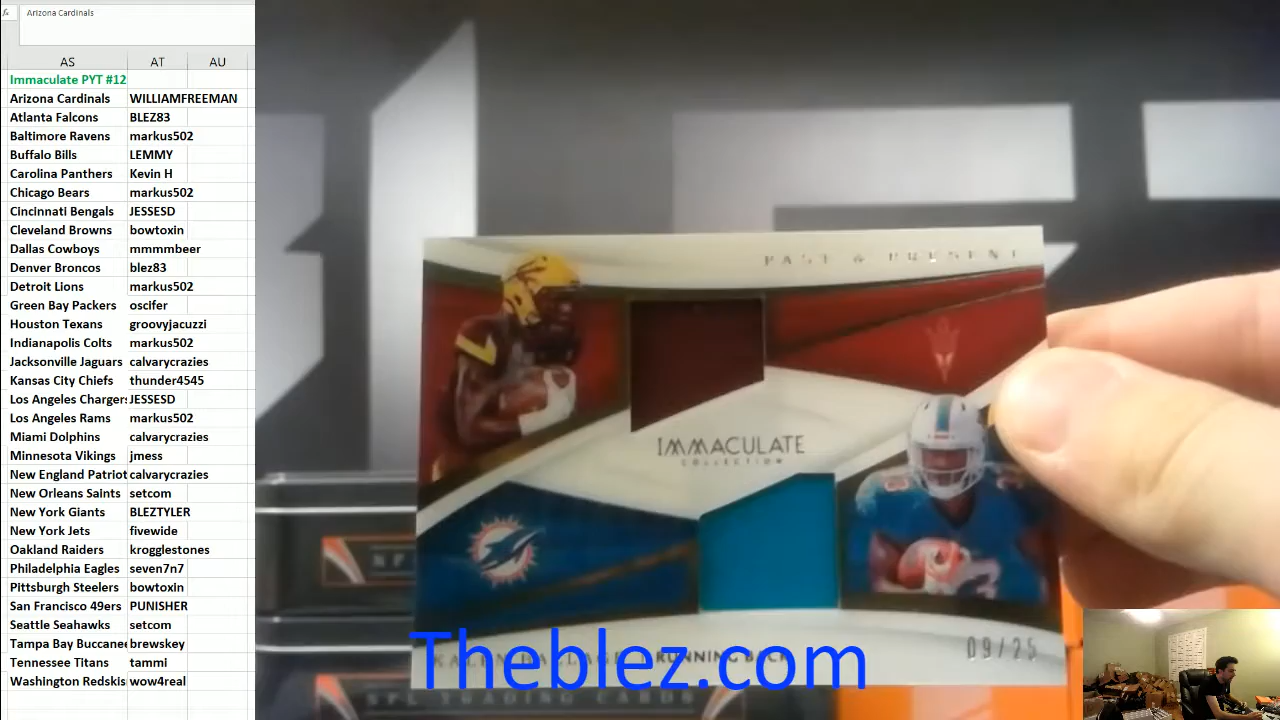 fx Arizona Cardinals
AS AT AU
Immaculate PYT #12
Arizona Cardinals WILLIAMFREEMAN
Atlanta Falcons BLEZ83
Baltimore Ravens markus502
Buffalo Bills LEMMY
Carolina Panthers Kevin H
Chicago Bears markus502
Cincinnati Bengals JESSESD
Cleveland Browns bowtoxin
Dallas Cowboys mmmmbeer
Denver Broncos blez83
Detroit Lions markus502
Green Bay Packers oscifer
Houston Texans groovyjacuzzi
Indianapolis Colts markus502
Jacksonville Jaguars calvarycrazies
Kansas City Chiefs thunder4545
Los Angeles Chargers JESSESD
Los Angeles Rams markus502
Miami Dolphins calvarycrazies
Minnesota Vikings jmess
New England Patriot calvarycrazies
New Orleans Saints setcom
New York Giants BLEZTYLER
New York Jets fivewide
Oakland Raiders krogglestones
Philadelphia Eagles seven7n7
Pittsburgh Steelers bowtoxin
San Francisco 49ers PUNISHER
Seattle Seahawks setcom
Tampa Bay Buccanee brewskey
Tennessee Titans tammi
Washington Redskis wow4real
PAST & PRESENT
IMMACULATE
COLLECTION
RUNNING BACK
09/25
Theblez.com
SPL TRADING CARDS